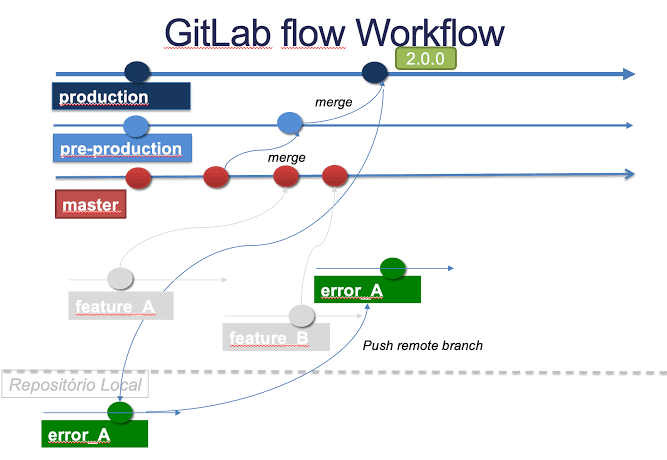 GitLab flow Workflow
2.0.0
production
merge
pre-production
merge
master
error_A
feature_A
feature_B
Push remote branch
Repositório Local
error_A